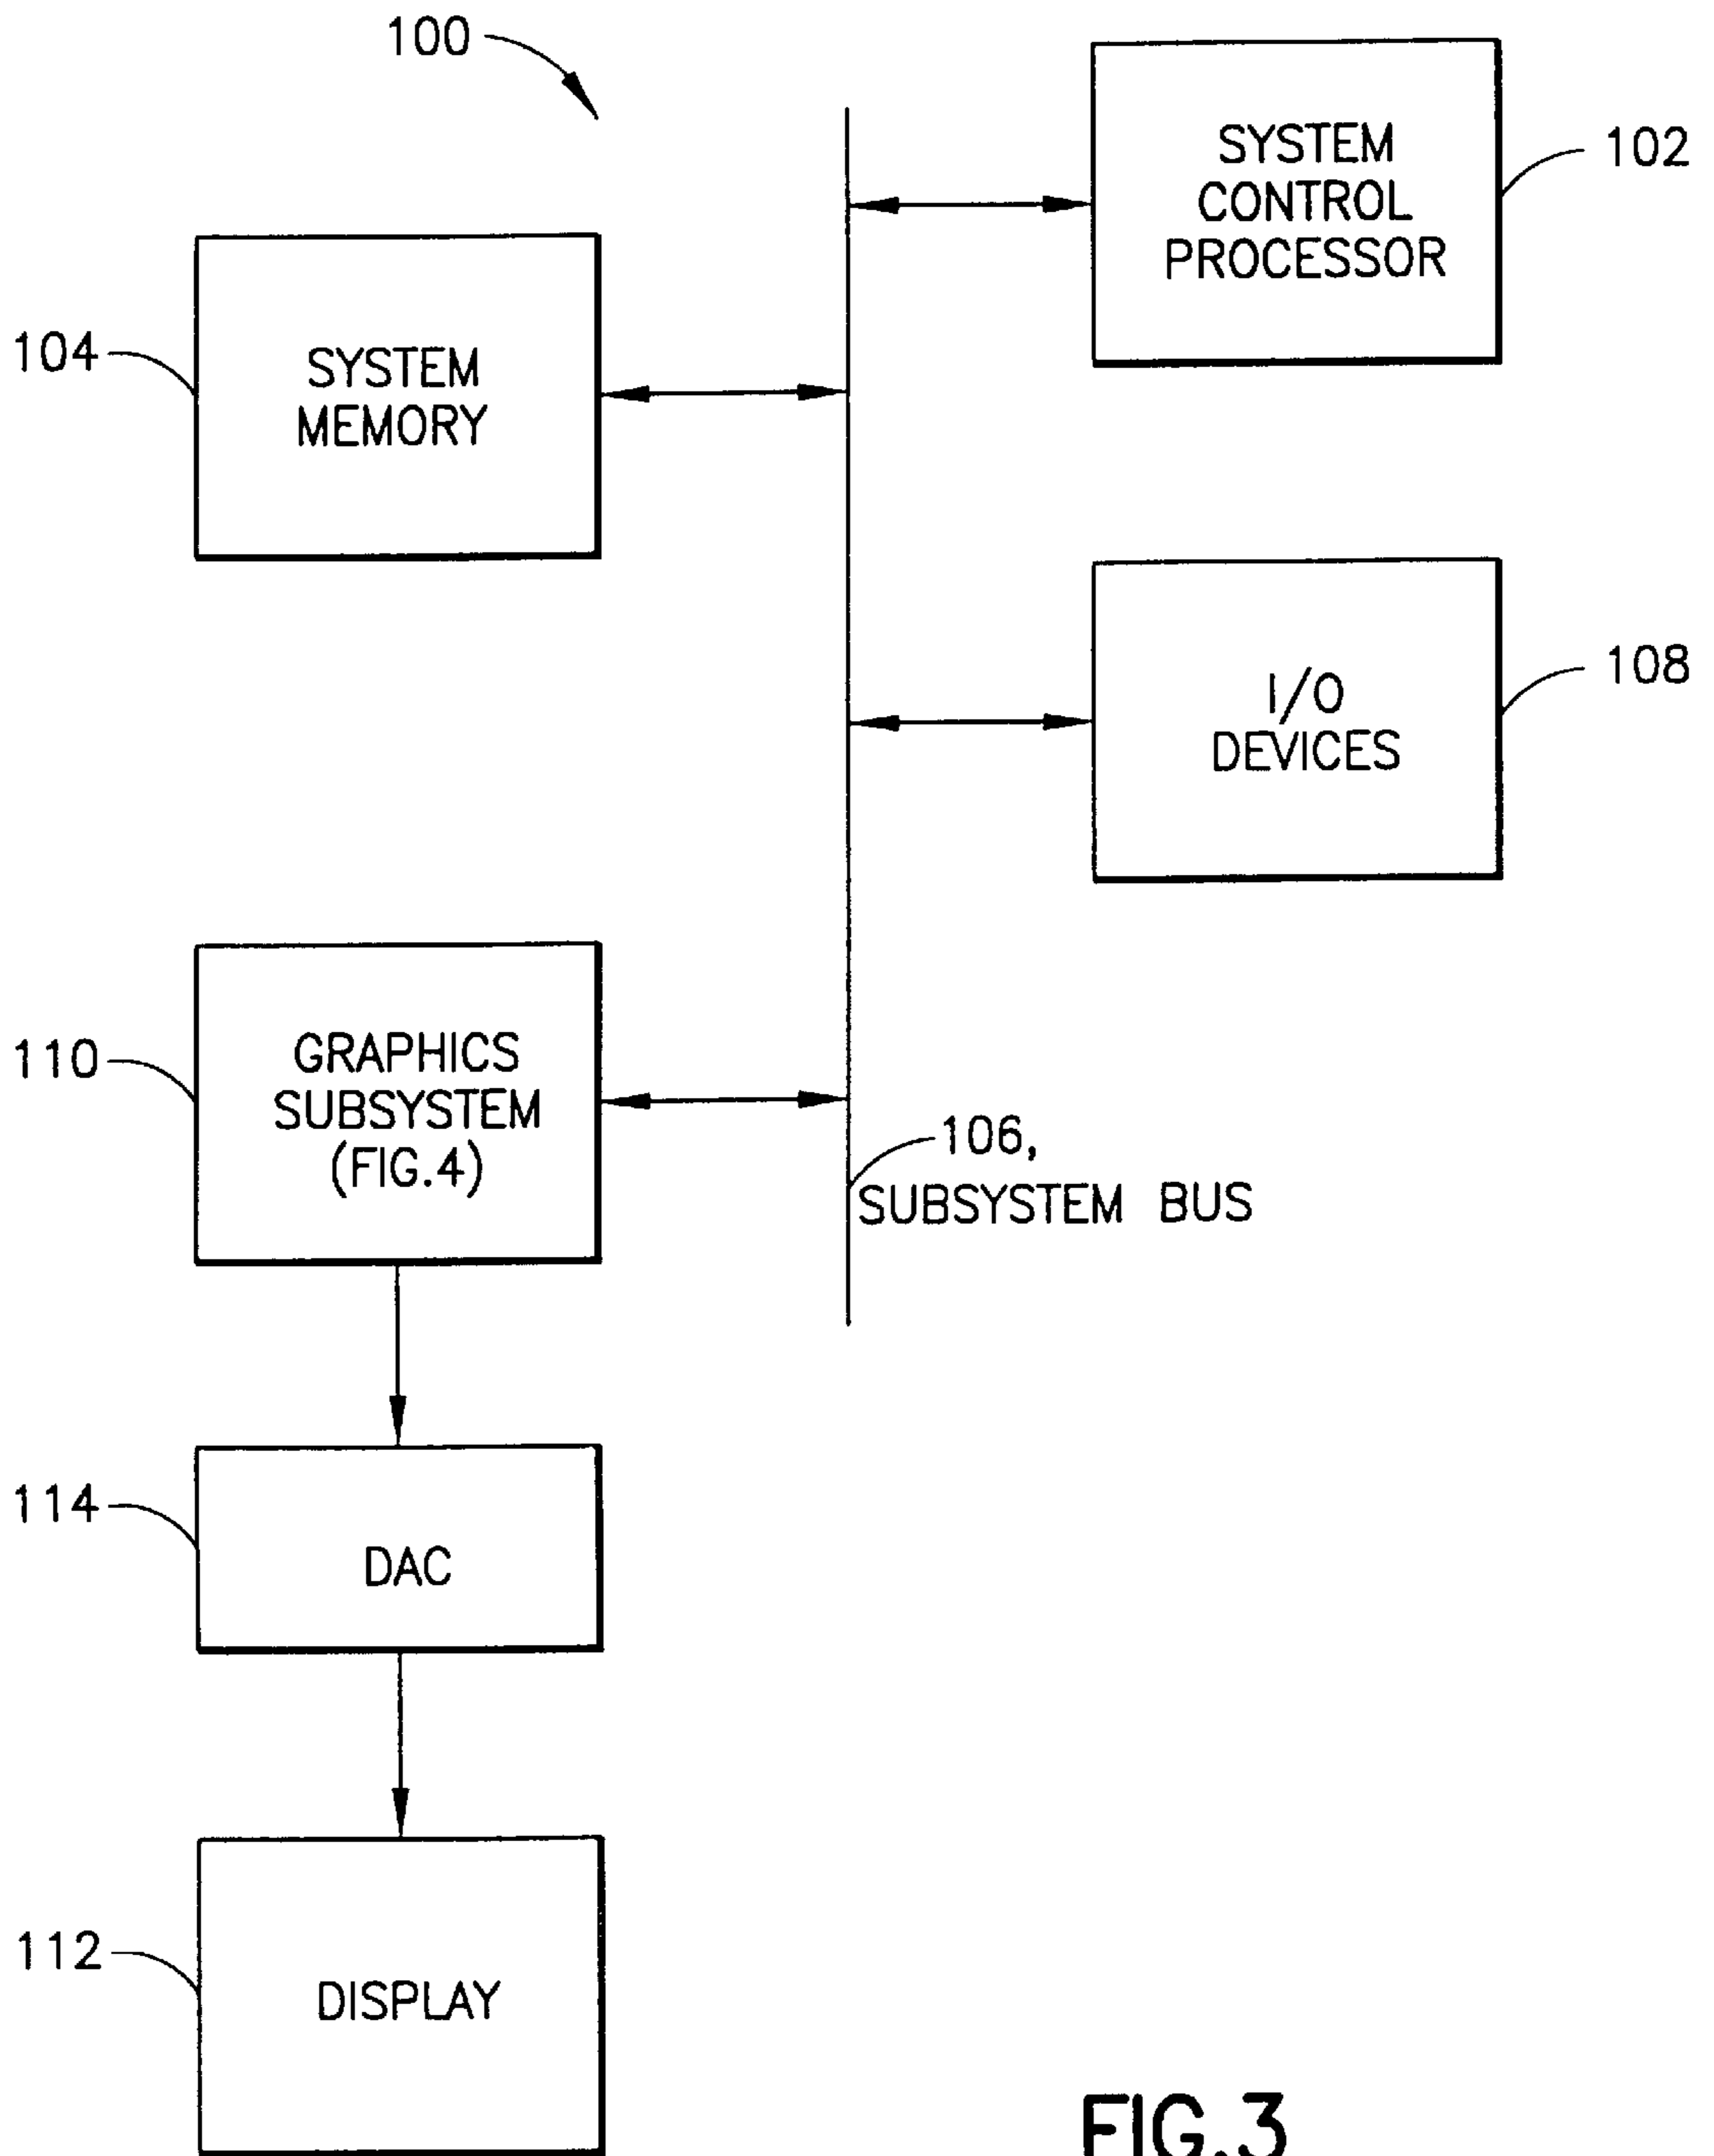 100
SYSTEM
CONTROL
PROCESSOR
102
104
SYSTEM
MEMORY
I/O
DEVICES
108
110
GRAPHICS
SUBSYSTEM
(FIG.4)
106,
SUBSYSTEM BUS
114
DAC
112
DISPLAY
FIG.3